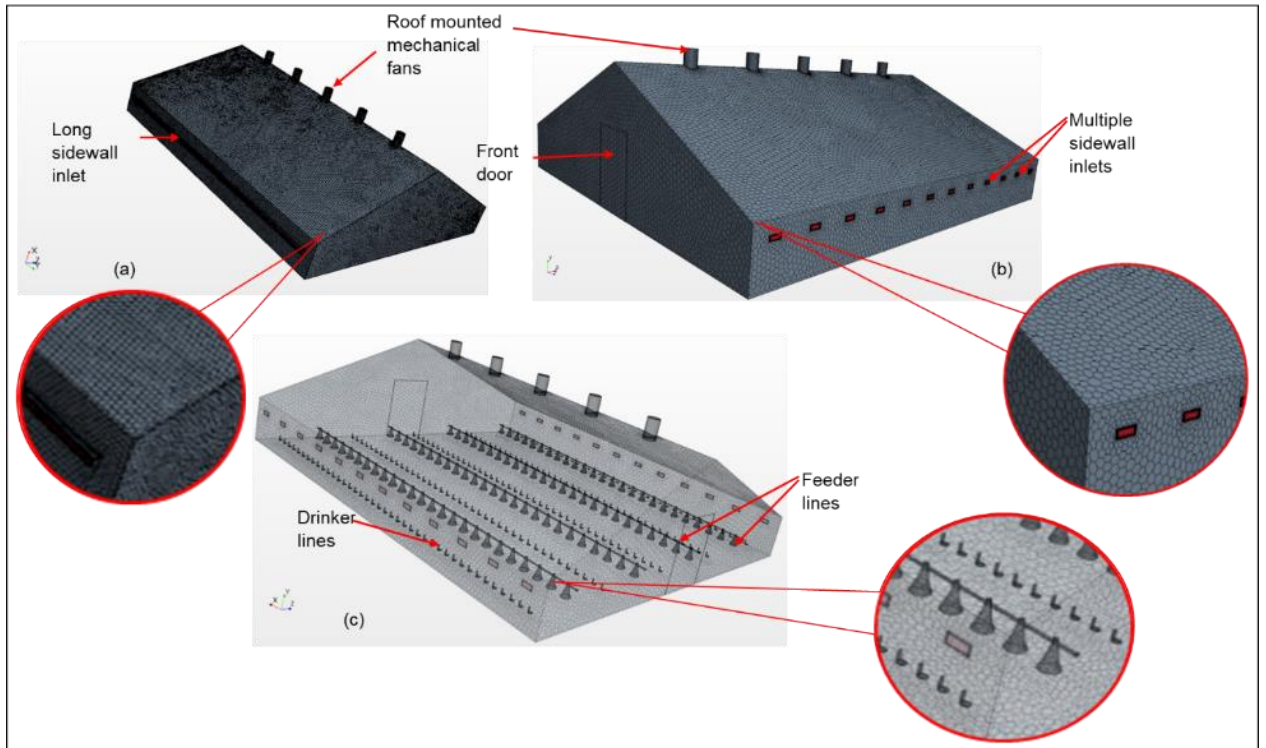 Roof mounted
mechanical
fans
Long
sidewall
inlet
(a)
Front
door
Multiple
sidewall
inlets
(b)
Feeder
lines
Drinker
lines
(c)